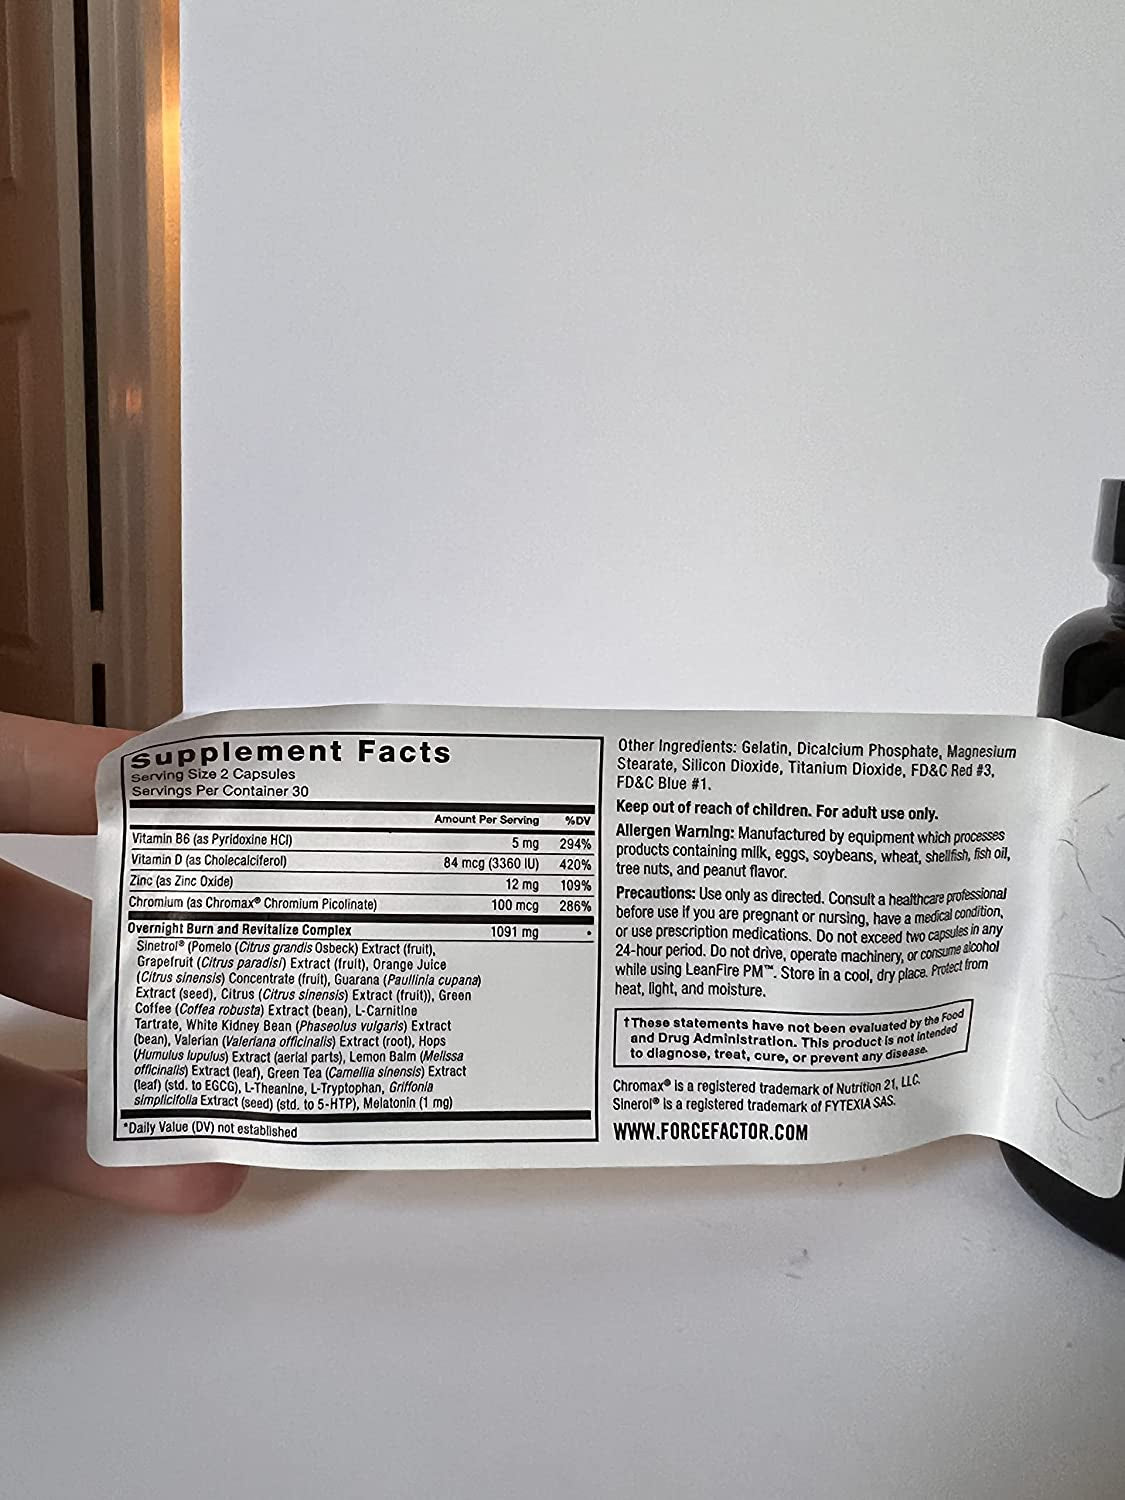 Supplement Facts
Serving Size 2 Capsules
Servings Per Container 30
Amount Per Serving %DV
Vitamin B6 (as Pyridoxine HCl) 5 mg 294%
Vitamin D (as Cholecalciferol) 84 mcg (3360 IU) 420%
Zinc (as Zinc Oxide) 12 mg 109%
Chromium (as Chromax® Chromium Picolinate) 100 mcg 286%
Overnight Burn and Revitalize Complex 1091 mg *
Sinetrol® (Pomelo (Citrus grandis Osbeck) Extract (fruit),
Grapefruit (Citrus paradisi) Extract (fruit), Orange Juice
(Citrus sinensis) Concentrate (fruit), Guarana (Paullinia cupana)
Extract (seed), Citrus (Citrus sinensis) Extract (fruit)), Green
Coffee (Coffea robusta) Extract (bean), L-Carnitine
Tartrate, White Kidney Bean (Phaseolus vulgaris) Extract
(bean), Valerian (Valeriana officinalis) Extract (root), Hops
(Humulus lupulus) Extract (aerial parts), Lemon Balm (Melissa
officinalis) Extract (leaf), Green Tea (Camellia sinensis) Extract
(leaf) (std. to EGCG), L-Theanine, L-Tryptophan, Griffonia
simplicifolia Extract (seed) (std. to 5-HTP), Melatonin (1 mg)
*Daily Value (DV) not established
Other Ingredients: Gelatin, Dicalcium Phosphate, Magnesium
Stearate, Silicon Dioxide, Titanium Dioxide, FD&C Red #3,
FD&C Blue #1.
Keep out of reach of children. For adult use only.
Allergen Warning: Manufactured by equipment which processes
products containing milk, eggs, soybeans, wheat, shellfish, fish oil,
tree nuts, and peanut flavor.
Precautions: Use only as directed. Consult a healthcare professional
before use if you are pregnant or nursing, have a medical condition,
or use prescription medications. Do not exceed two capsules in any
24-hour period. Do not drive, operate machinery, or consume alcohol
while using LeanFire PM™. Store in a cool, dry place. Protect from
heat, light, and moisture.
†These statements have not been evaluated by the Food
and Drug Administration. This product is not intended
to diagnose, treat, cure, or prevent any disease.
Chromax® is a registered trademark of Nutrition 21, LLC.
Sinerol® is a registered trademark of FYTEXIA SAS.
WWW.FORCEFACTOR.COM